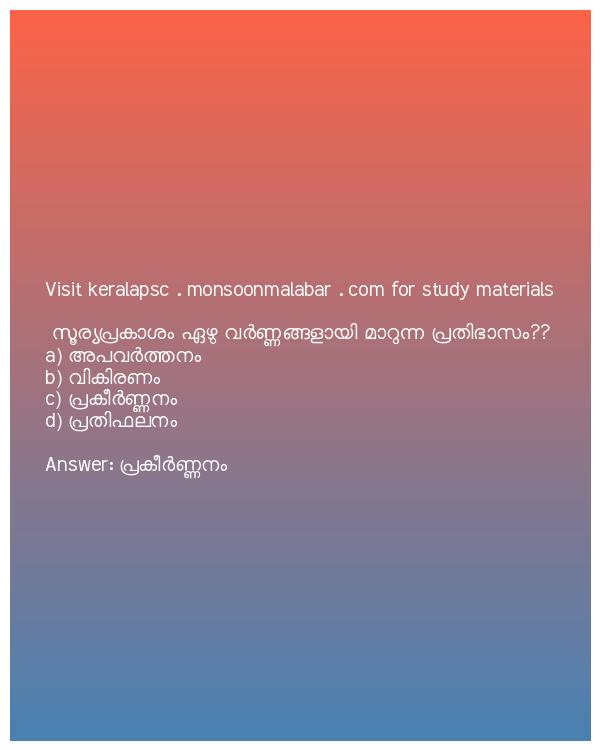 Visit keralapsc . monsoonmalabar . com for study materials
സൂര്യപ്രകാശം ഏഴു വർണ്ണങ്ങളായി മാറുന്ന പ്രതിഭാസം??
a) അപവർത്തനം
b) വികിരണം
c) പ്രകീർണ്ണനം
d) പ്രതിഫലനം
Answer: പ്രകീർണ്ണനം